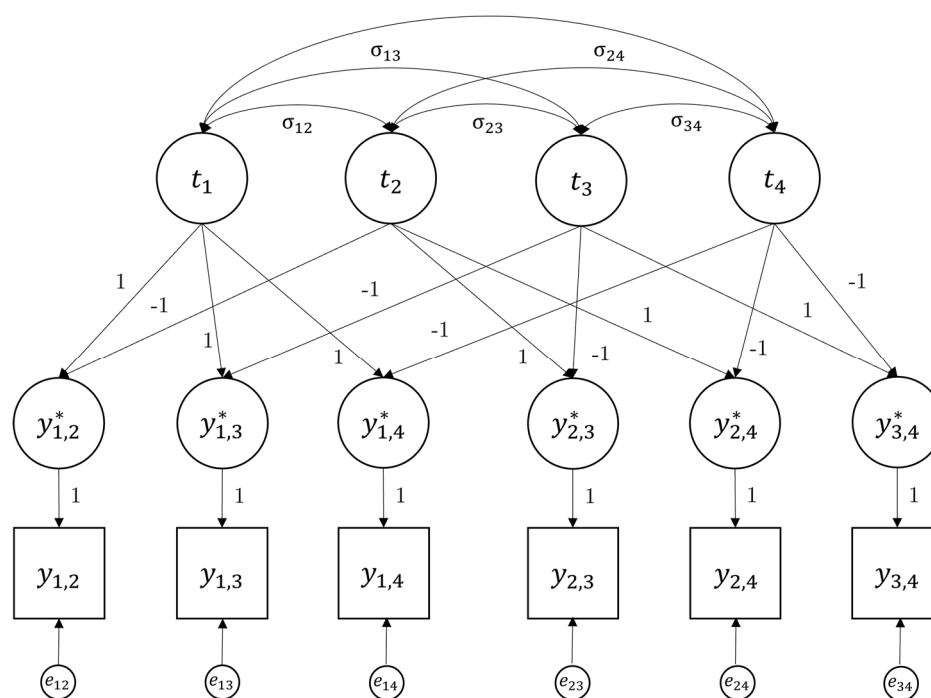 σ₁₃ σ₂₄
σ₁₂ σ₂₃ σ₃₄
t₁ t₂ t₃ t₄
1 -1 1 -1 1 -1 1 -1 1 -1 1 -1
y*₁,₂ y*₁,₃ y*₁,₄ y*₂,₃ y*₂,₄ y*₃,₄
1 1 1 1 1 1
y₁,₂ y₁,₃ y₁,₄ y₂,₃ y₂,₄ y₃,₄
e₁₂ e₁₃ e₁₄ e₂₃ e₂₄ e₃₄